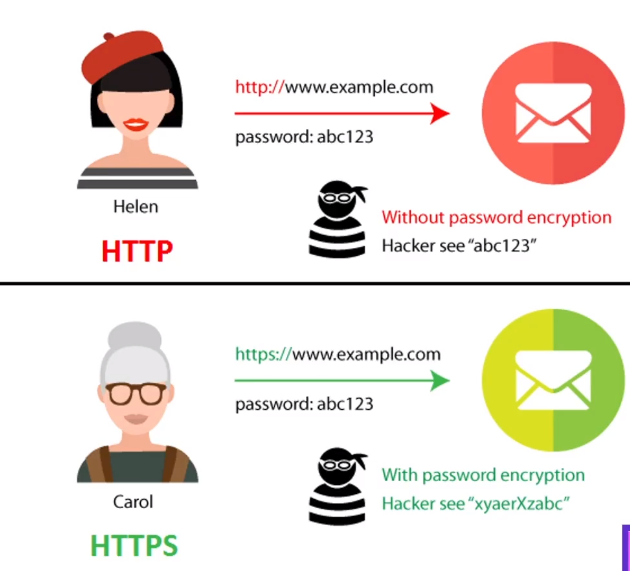 http://www.example.com
password: abc123
Helen
HTTP
Without password encryption
Hacker see “abc123”
https://www.example.com
password: abc123
Carol
HTTPS
With password encryption
Hacker see “xyaerXzabc”